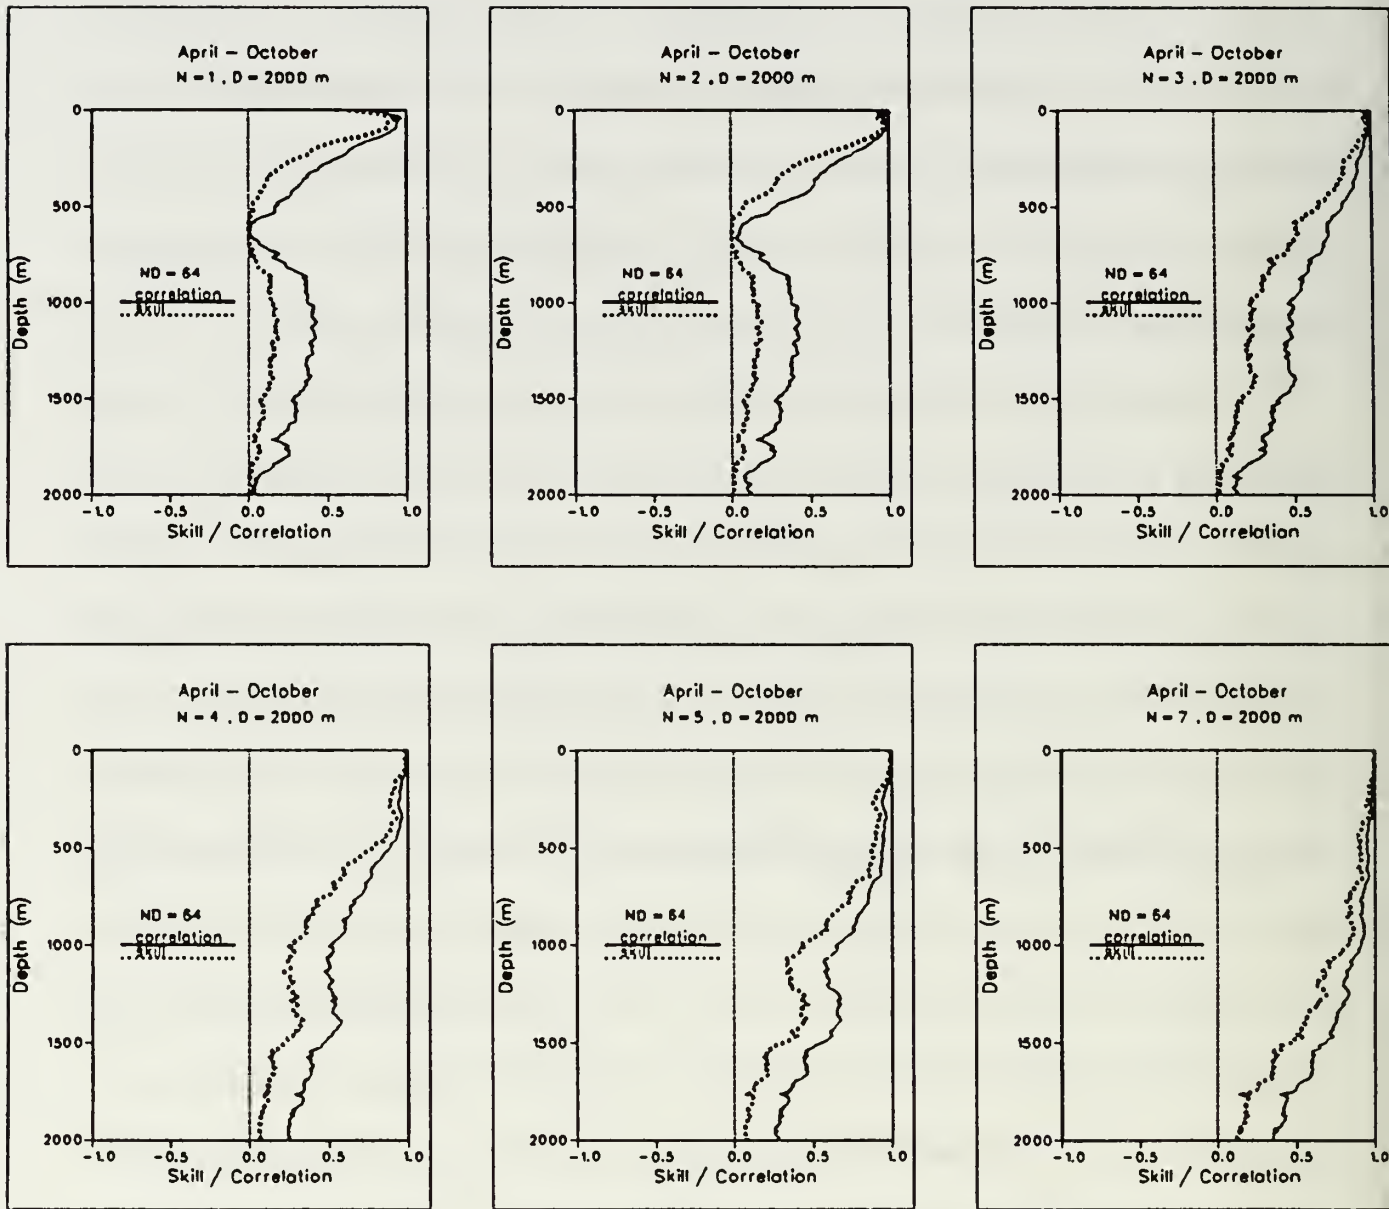 April – October
N = 1 , D = 2000 m
0
500
1000
1500
2000
Depth (m)
ND = 64
correlation
skill
-1.0 -0.5 0.0 0.5 1.0
Skill / Correlation
April – October
N = 2 , D = 2000 m
0
500
1000
1500
2000
Depth (m)
ND = 64
correlation
skill
-1.0 -0.5 0.0 0.5 1.0
Skill / Correlation
April – October
N = 3 , D = 2000 m
0
500
1000
1500
2000
Depth (m)
ND = 64
correlation
skill
-1.0 -0.5 0.0 0.5 1.0
Skill / Correlation
April – October
N = 4 , D = 2000 m
0
500
1000
1500
2000
Depth (m)
ND = 64
correlation
skill
-1.0 -0.5 0.0 0.5 1.0
Skill / Correlation
April – October
N = 5 , D = 2000 m
0
500
1000
1500
2000
Depth (m)
ND = 64
correlation
skill
-1.0 -0.5 0.0 0.5 1.0
Skill / Correlation
April – October
N = 7 , D = 2000 m
0
500
1000
1500
2000
Depth (m)
ND = 64
correlation
skill
-1.0 -0.5 0.0 0.5 1.0
Skill / Correlation